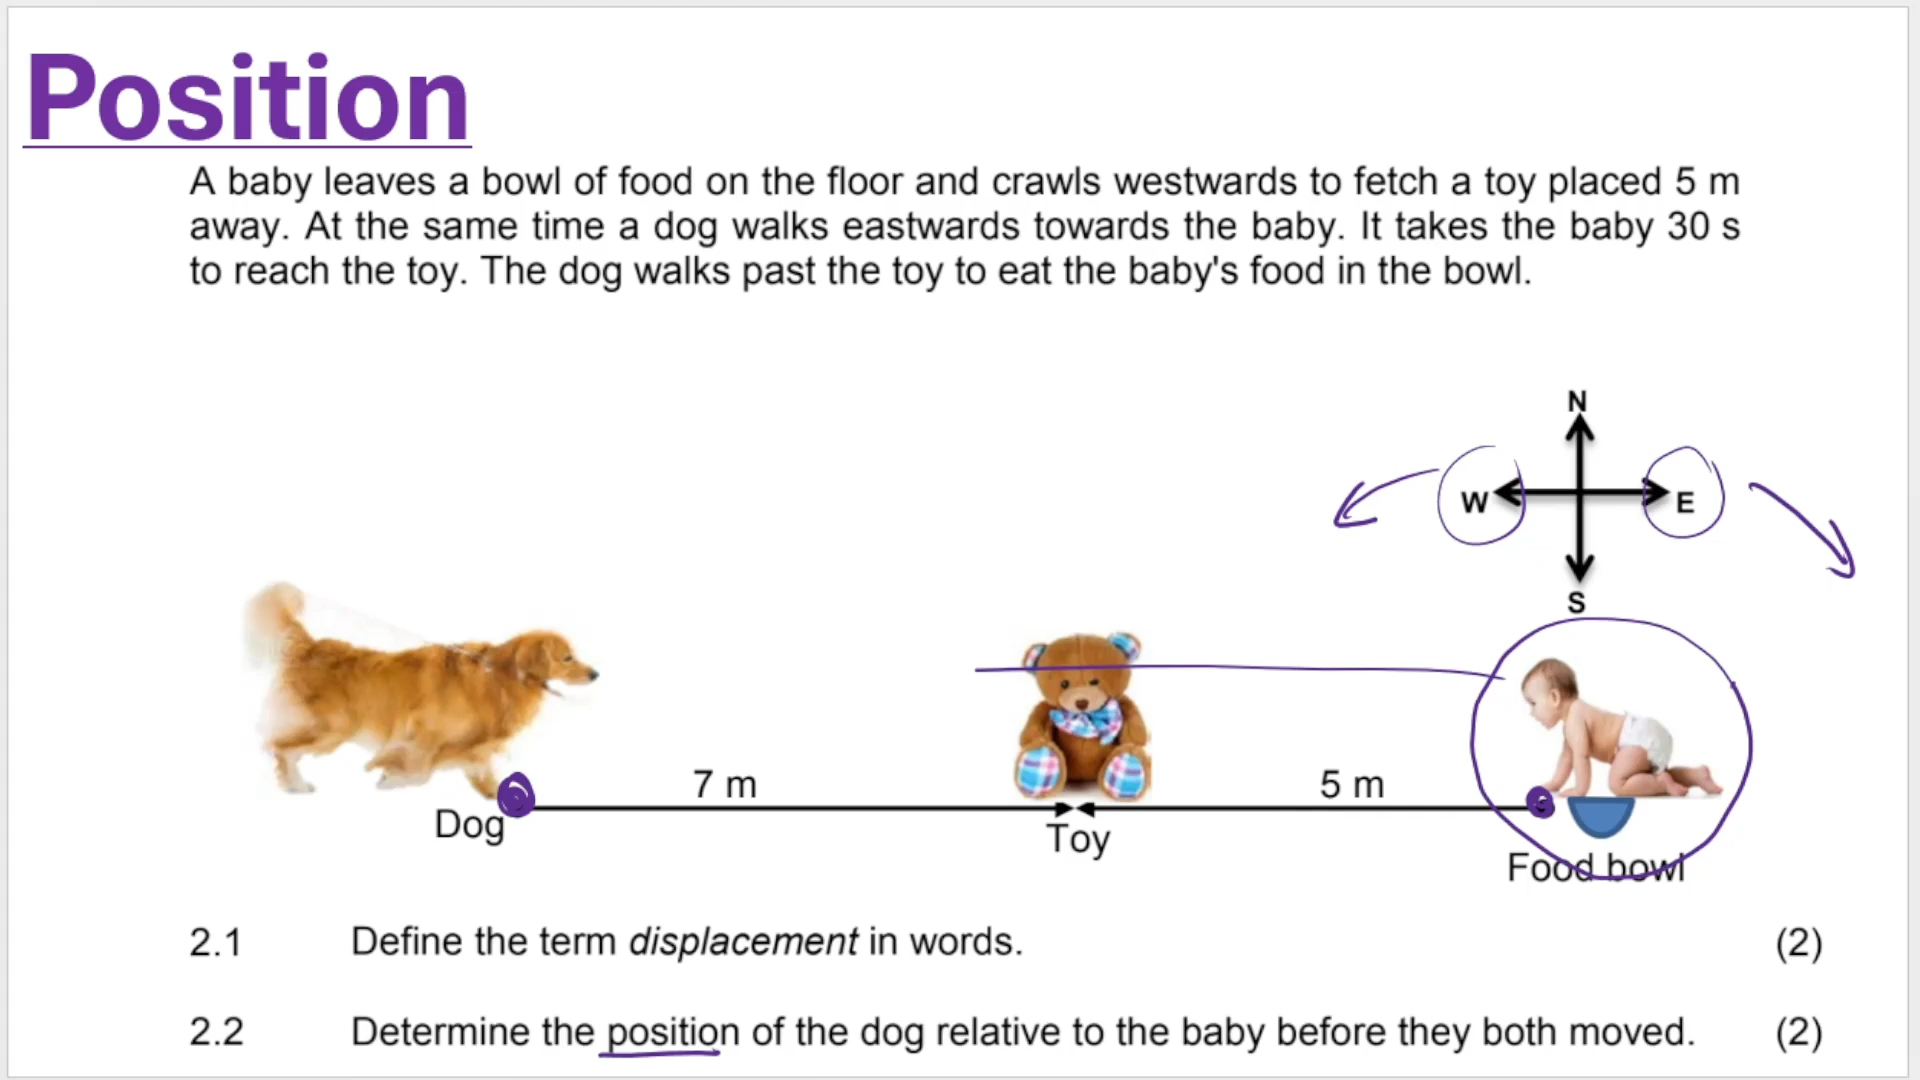 Position
A baby leaves a bowl of food on the floor and crawls westwards to fetch a toy placed 5 m
away. At the same time a dog walks eastwards towards the baby. It takes the baby 30 s
to reach the toy. The dog walks past the toy to eat the baby's food in the bowl.
N
W E
S
7 m 5 m
Dog Toy Food bowl
2.1 Define the term displacement in words. (2)
2.2 Determine the position of the dog relative to the baby before they both moved. (2)